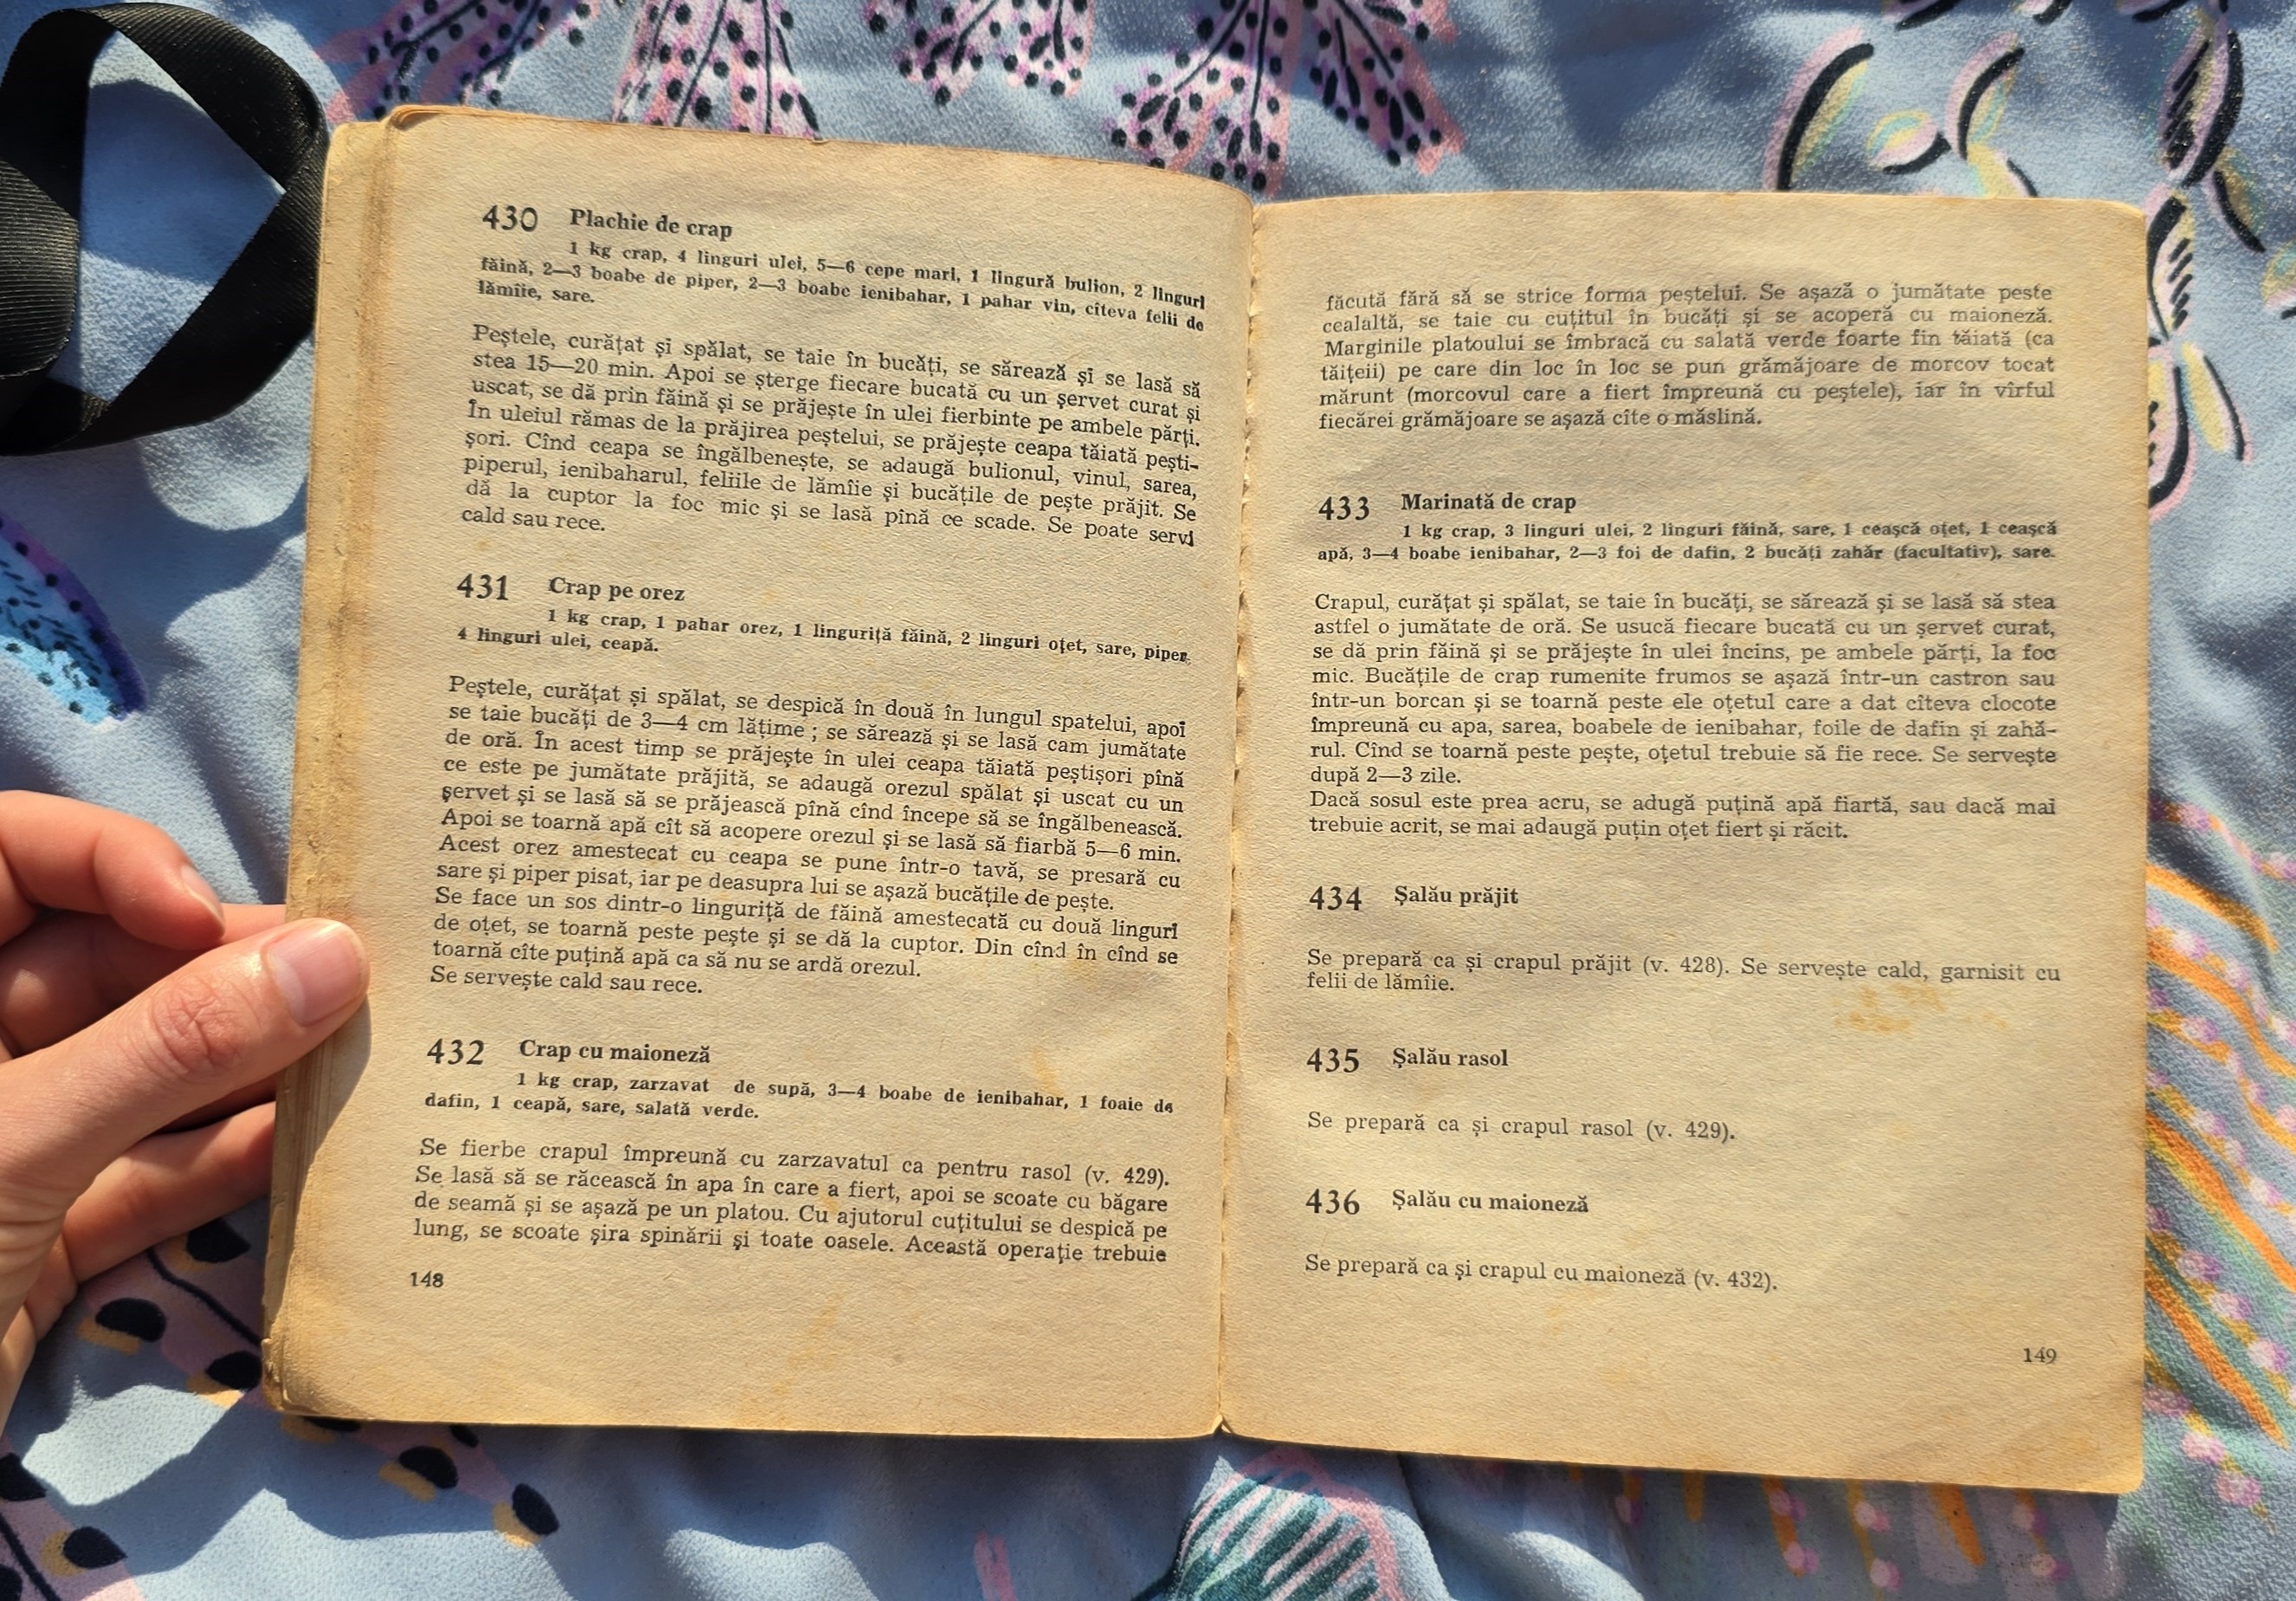 430 Plachie de crap
1 kg crap, 4 linguri ulei, 5—6 cepe mari, 1 lingură bulion, 2 linguri
făină, 2—3 boabe de piper, 2—3 boabe ienibahar, 1 pahar vin, cîteva felii de
lămîie, sare.
Peştele, curăţat şi spălat, se taie în bucăţi, se sărează şi se lasă să
stea 15—20 min. Apoi se şterge fiecare bucată cu un şervet curat şi
uscat, se dă prin făină şi se prăjeşte în ulei fierbinte pe ambele părţi.
În uleiul rămas de la prăjirea peştelui, se prăjeşte ceapa tăiată peşti-
şori. Cînd ceapa se îngălbeneşte, se adaugă bulionul, vinul, sarea,
piperul, ienibaharul, feliile de lămîie şi bucăţile de peşte prăjit. Se
dă la cuptor la foc mic şi se lasă pînă ce scade. Se poate servi
cald sau rece.
431 Crap pe orez
1 kg crap, 1 pahar orez, 1 linguriţă făină, 2 linguri oţet, sare, piper,
4 linguri ulei, ceapă.
Peştele, curăţat şi spălat, se despică în două în lungul spatelui, apoi
se taie bucăţi de 3—4 cm lăţime ; se sărează şi se lasă cam jumătate
de oră. În acest timp se prăjeşte în ulei ceapa tăiată peştişori pînă
ce este pe jumătate prăjită, se adaugă orezul spălat şi uscat cu un
şervet şi se lasă să se prăjească pînă cînd începe să se îngălbenească.
Apoi se toarnă apă cît să acopere orezul şi se lasă să fiarbă 5—6 min.
Acest orez amestecat cu ceapa se pune într-o tavă, se presară cu
sare şi piper pisat, iar pe deasupra lui se aşază bucăţile de peşte.
Se face un sos dintr-o linguriţă de făină amestecată cu două linguri
de oţet, se toarnă peste peşte şi se dă la cuptor. Din cînd în cînd se
toarnă cîte puţină apă ca să nu se ardă orezul.
Se serveşte cald sau rece.
432 Crap cu maioneză
1 kg crap, zarzavat de supă, 3—4 boabe de ienibahar, 1 foaie de
dafin, 1 ceapă, sare, salată verde.
Se fierbe crapul împreună cu zarzavatul ca pentru rasol (v. 429).
Se lasă să se răcească în apa în care a fiert, apoi se scoate cu băgare
de seamă şi se aşază pe un platou. Cu ajutorul cuţitului se despică pe
lung, se scoate şira spinării şi toate oasele. Această operaţie trebuie
148
făcută fără să se strice forma peştelui. Se aşază o jumătate peste
cealaltă, se taie cu cuţitul în bucăţi şi se acoperă cu maioneză.
Marginile platoului se îmbracă cu salată verde foarte fin tăiată (ca
tăiţeii) pe care din loc în loc se pun grămăjoare de morcov tocat
mărunt (morcovul care a fiert împreună cu peştele), iar în vîrful
fiecărei grămăjoare se aşază cîte o măslină.
433 Marinată de crap
1 kg crap, 3 linguri ulei, 2 linguri făină, sare, 1 ceaşcă oţet, 1 ceaşcă
apă, 3—4 boabe ienibahar, 2—3 foi de dafin, 2 bucăţi zahăr (facultativ), sare.
Crapul, curăţat şi spălat, se taie în bucăţi, se sărează şi se lasă să stea
astfel o jumătate de oră. Se usucă fiecare bucată cu un şervet curat,
se dă prin făină şi se prăjeşte în ulei încins, pe ambele părţi, la foc
mic. Bucăţile de crap rumenite frumos se aşază într-un castron sau
într-un borcan şi se toarnă peste ele oţetul care a dat cîteva clocote
împreună cu apa, sarea, boabele de ienibahar, foile de dafin şi zahă-
rul. Cînd se toarnă peste peşte, oţetul trebuie să fie rece. Se serveşte
după 2—3 zile.
Dacă sosul este prea acru, se adugă puţină apă fiartă, sau dacă mai
trebuie acrit, se mai adaugă puţin oţet fiert şi răcit.
434 Şalău prăjit
Se prepară ca şi crapul prăjit (v. 428). Se serveşte cald, garnisit cu
felii de lămîie.
435 Şalău rasol
Se prepară ca şi crapul rasol (v. 429).
436 Şalău cu maioneză
Se prepară ca şi crapul cu maioneză (v. 432).
149